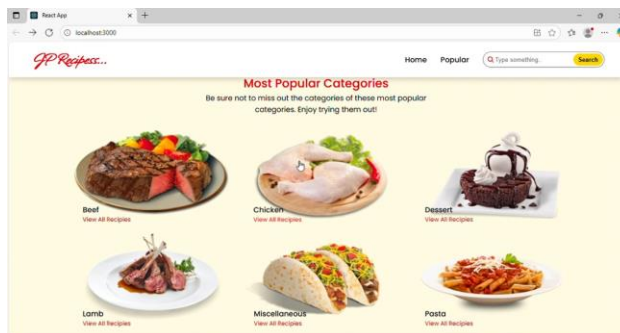 React App
localhost:3000
GP Recipess...
Home Popular Type something. Search
Most Popular Categories
Be sure not to miss out the categories of these most popular
categories. Enjoy trying them out!
Beef Chicken Dessert
View All Recipies View All Recipies View All Recipies
Lamb Miscellaneous Pasta
View All Recipies View All Recipies View All Recipies